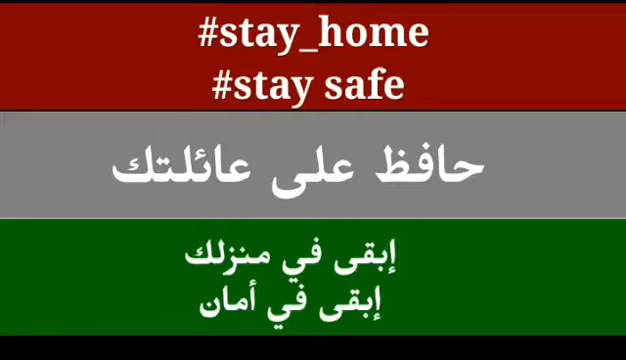 #stay_home
#stay safe
حافظ على عائلتك
إبقى في منزلك
إبقى في أمان